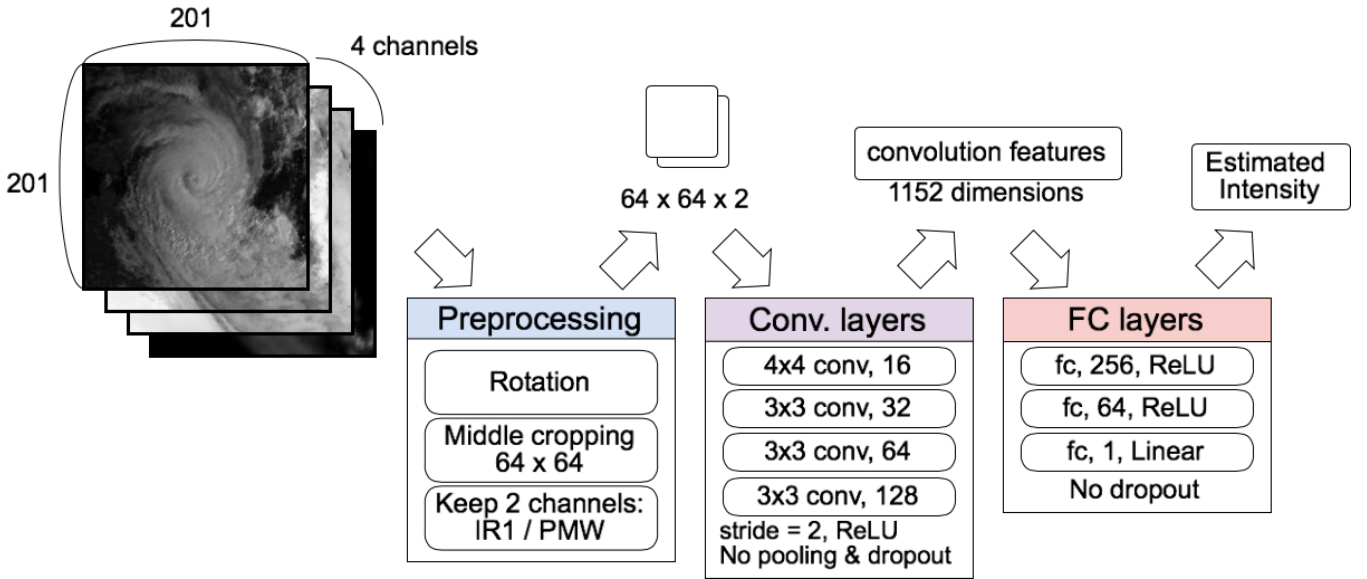 201
4 channels
201
64 x 64 x 2
convolution features
1152 dimensions
Estimated
Intensity
Preprocessing
Rotation
Middle cropping
64 x 64
Keep 2 channels:
IR1 / PMW
Conv. layers
4x4 conv, 16
3x3 conv, 32
3x3 conv, 64
3x3 conv, 128
stride = 2, ReLU
No pooling & dropout
FC layers
fc, 256, ReLU
fc, 64, ReLU
fc, 1, Linear
No dropout